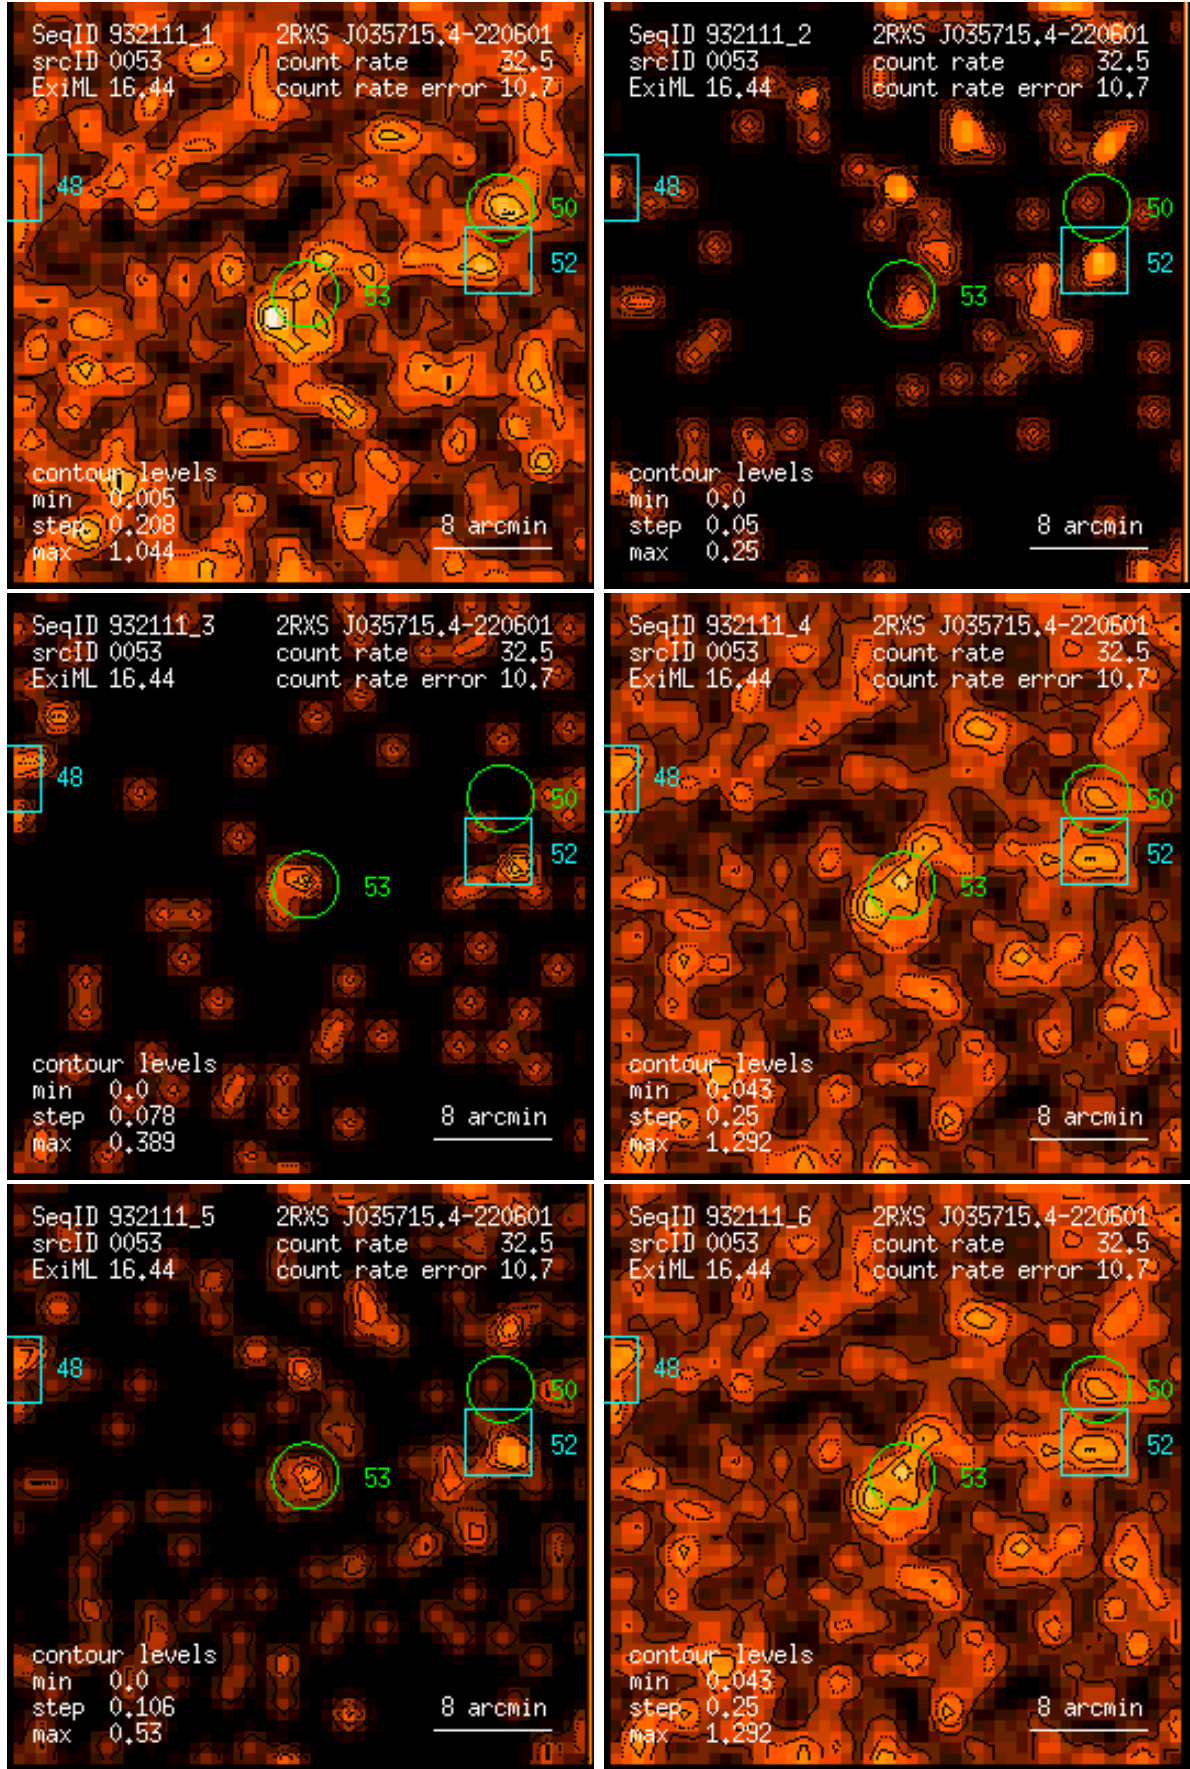 SeqID 932111_1 2RXS J035715.4-220601
srcID 0053 count rate 32.5
ExiML 16.44 count rate error 10.7
48
50
52
53
contour levels
min 0.005
step 0.208
max 1.044
8 arcmin
SeqID 932111_2 2RXS J035715.4-220601
srcID 0053 count rate 32.5
ExiML 16.44 count rate error 10.7
48
50
52
53
contour levels
min 0.0
step 0.05
max 0.25
8 arcmin
SeqID 932111_3 2RXS J035715.4-220601
srcID 0053 count rate 32.5
ExiML 16.44 count rate error 10.7
48
50
52
53
contour levels
min 0.0
step 0.078
max 0.389
8 arcmin
SeqID 932111_4 2RXS J035715.4-220601
srcID 0053 count rate 32.5
ExiML 16.44 count rate error 10.7
48
50
52
53
contour levels
min 0.043
step 0.25
max 1.292
8 arcmin
SeqID 932111_5 2RXS J035715.4-220601
srcID 0053 count rate 32.5
ExiML 16.44 count rate error 10.7
48
50
52
53
contour levels
min 0.0
step 0.106
max 0.53
8 arcmin
SeqID 932111_6 2RXS J035715.4-220601
srcID 0053 count rate 32.5
ExiML 16.44 count rate error 10.7
48
50
52
53
contour levels
min 0.043
step 0.25
max 1.292
8 arcmin